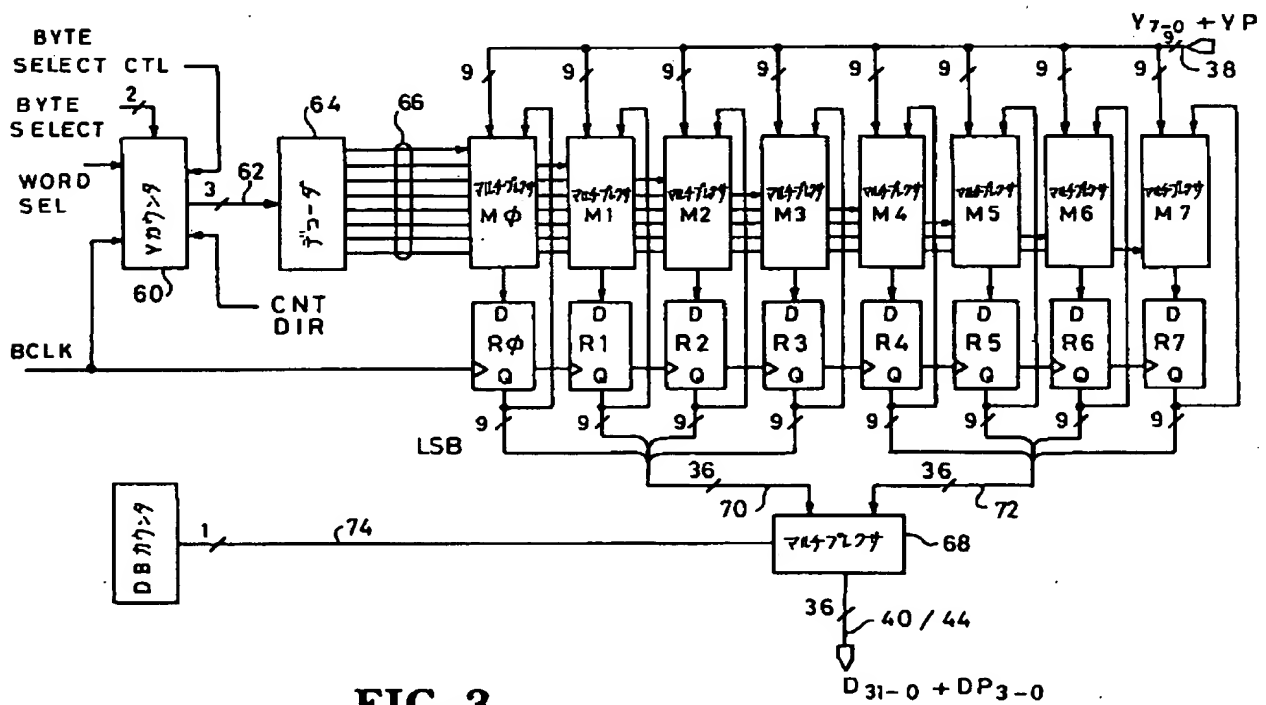 Y7-0 + YP
9
38
BYTE
SELECT CTL
2
BYTE
SELECT
WORD
SEL
Yカウンタ
60
3
62
64
デコーダ
66
CNT
DIR
BCLK
9 9 9 9 9 9 9 9
マルチプレクサ
MΦ
マルチプレクサ
M1
マルチプレクサ
M2
マルチプレクサ
M3
マルチプレクサ
M4
マルチプレクサ
M5
マルチプレクサ
M6
マルチプレクサ
M7
D D D D D D D D
RΦ R1 R2 R3 R4 R5 R6 R7
Q Q Q Q Q Q Q Q
9 9 9 9 9 9 9 9
LSB
36
70
36
72
DBカウンタ
1
74
マルチプレクサ
68
36
40 / 44
D31-0 + DP3-0
FIG. 3